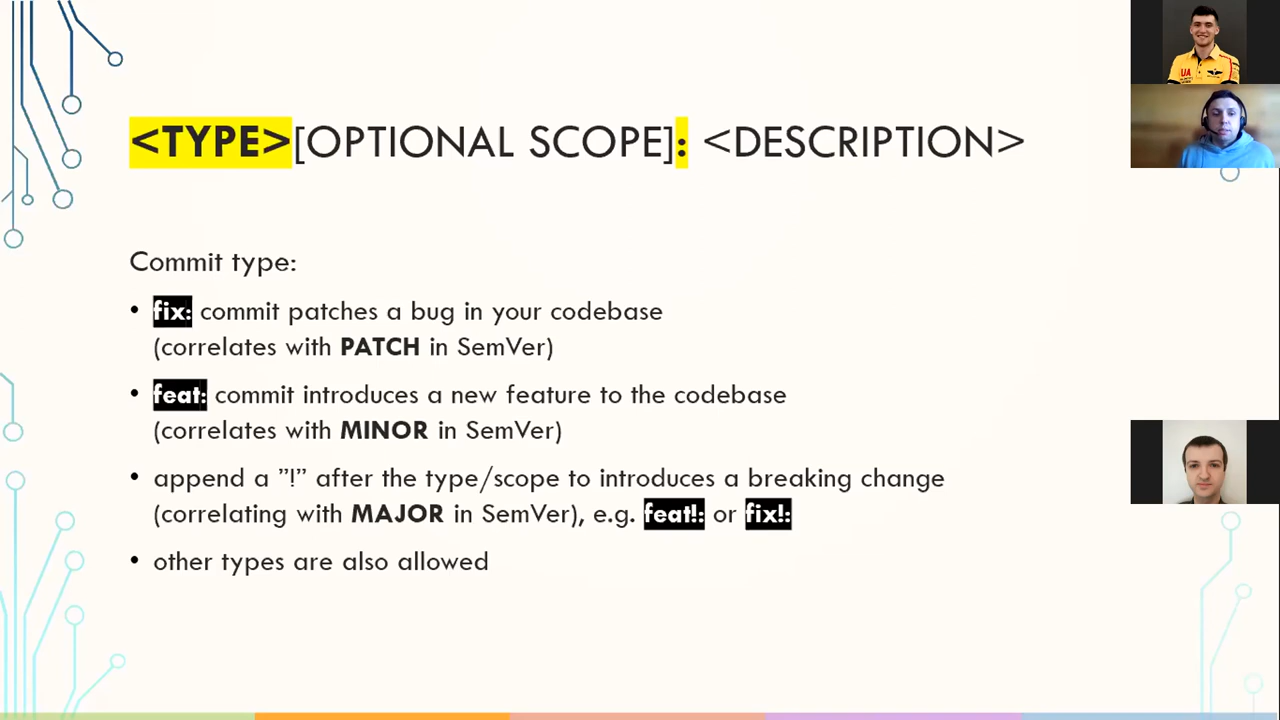 <TYPE>[OPTIONAL SCOPE]: <DESCRIPTION>
Commit type:
• fix: commit patches a bug in your codebase
(correlates with PATCH in SemVer)
• feat: commit introduces a new feature to the codebase
(correlates with MINOR in SemVer)
• append a ”!” after the type/scope to introduces a breaking change
(correlating with MAJOR in SemVer), e.g. feat!: or fix!:
• other types are also allowed
UA